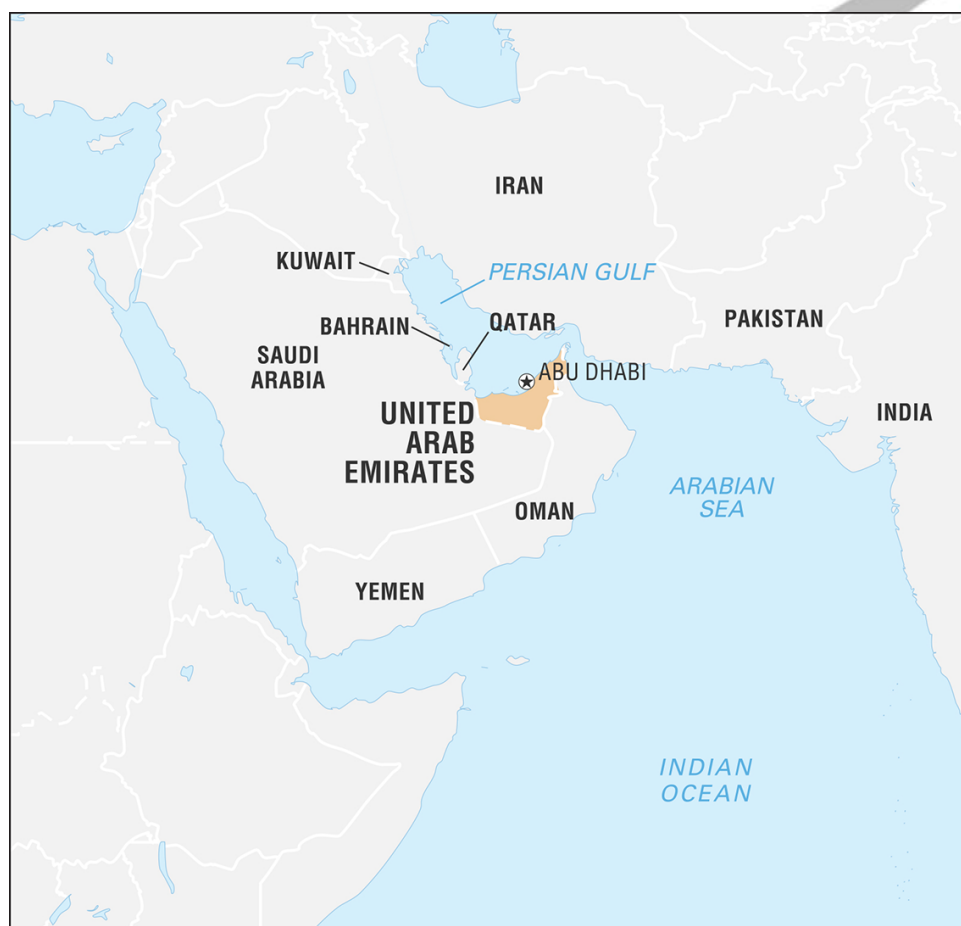 IRAN
KUWAIT
PERSIAN GULF
BAHRAIN
QATAR
PAKISTAN
SAUDI
ARABIA
ABU DHABI
UNITED
ARAB
EMIRATES
INDIA
ARABIAN
SEA
OMAN
YEMEN
INDIAN
OCEAN